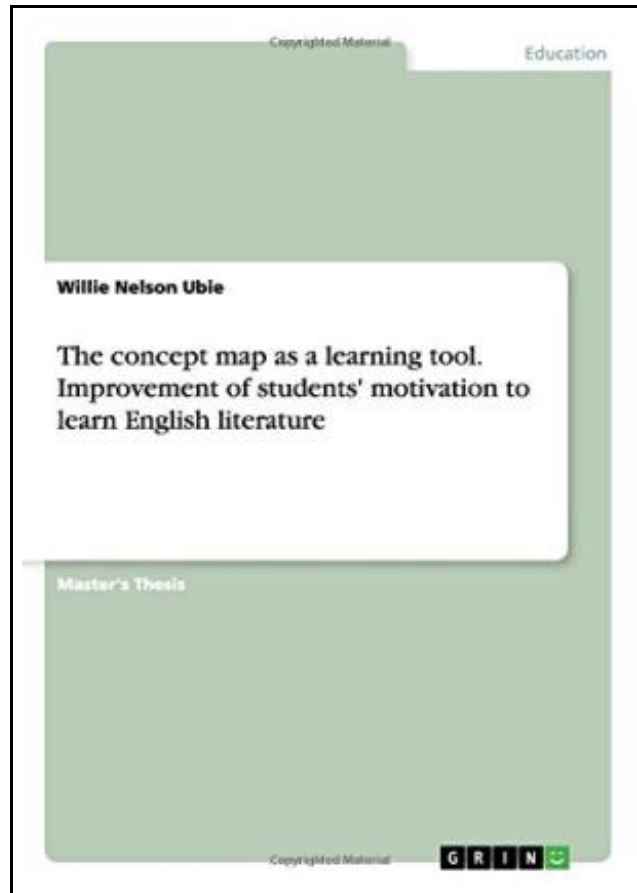 Copyrighted Material
Education
Willie Nelson Ubie
The concept map as a learning tool.
Improvement of students' motivation to
learn English literature
Master's Thesis
Copyrighted Material
GRIN